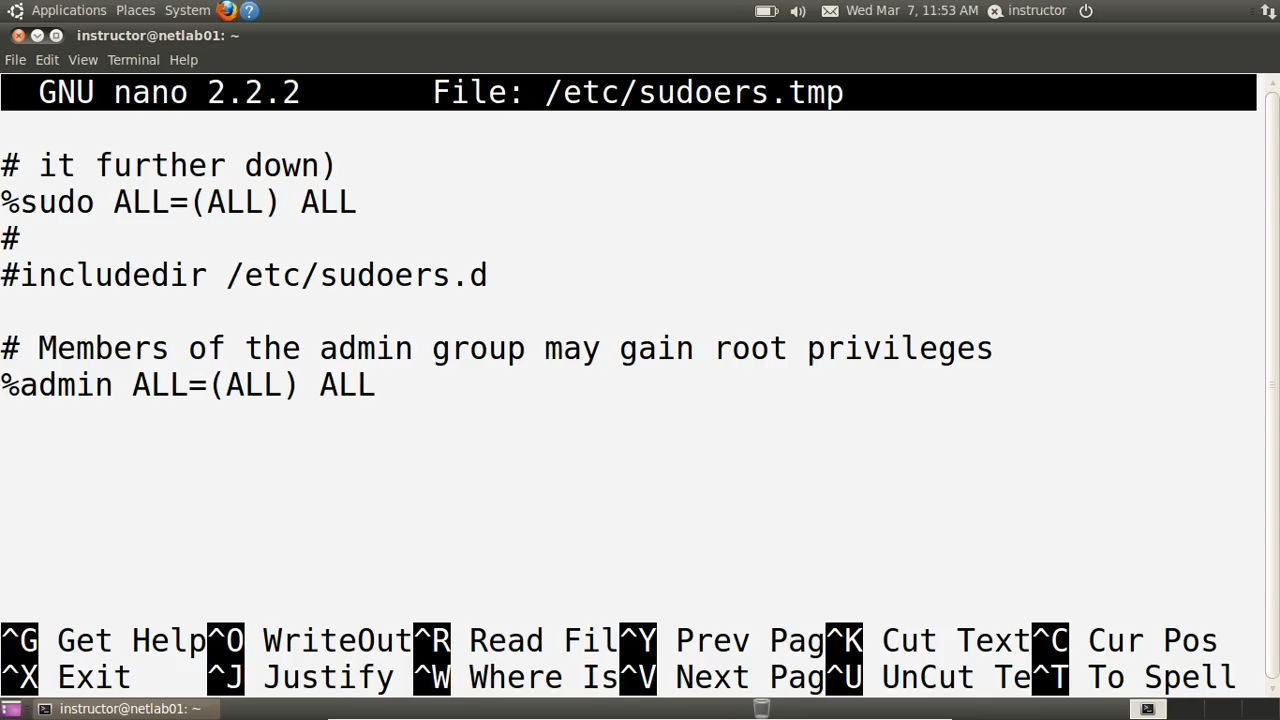 Applications Places System Wed Mar 7, 11:53 AM instructor
instructor@netlab01: ~
File Edit View Terminal Help
GNU nano 2.2.2 File: /etc/sudoers.tmp
# it further down)
%sudo ALL=(ALL) ALL
#
#includedir /etc/sudoers.d
# Members of the admin group may gain root privileges
%admin ALL=(ALL) ALL
^G Get Help^O WriteOut^R Read Fil^Y Prev Pag^K Cut Text^C Cur Pos
^X Exit ^J Justify ^W Where Is^V Next Pag^U UnCut Te^T To Spell
instructor@netlab01: ~